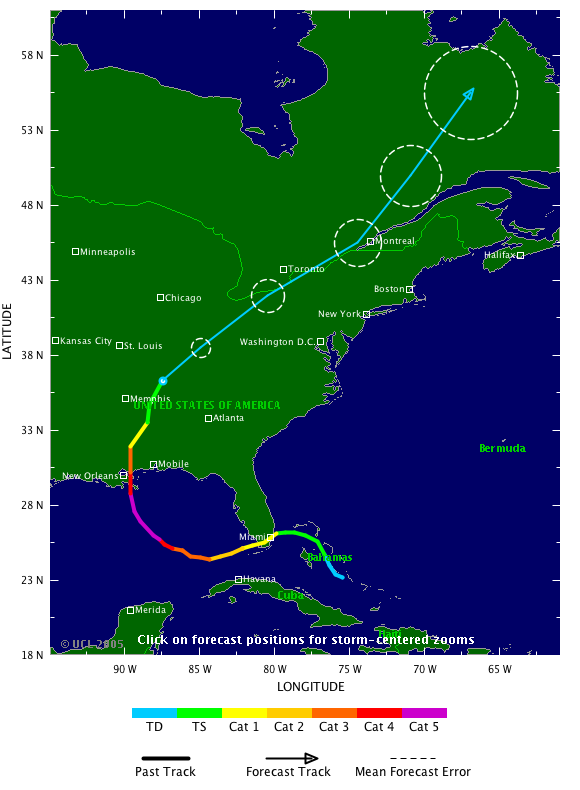 58 N
53 N
48 N
43 N
38 N
33 N
28 N
23 N
18 N
LATITUDE
Minneapolis
Montreal
Halifax
Toronto
Boston
Chicago
New York
Kansas City
St. Louis
Washington D.C.
Memphis
UNITED STATES OF AMERICA
Atlanta
Bermuda
Mobile
New Orleans
Miami
Bahamas
Havana
Cuba
Merida
Haiti
© UCL 2005
Click on forecast positions for storm-centered zooms
90 W
85 W
80 W
75 W
70 W
65 W
LONGITUDE
TD TS Cat 1 Cat 2 Cat 3 Cat 4 Cat 5
Past Track Forecast Track Mean Forecast Error